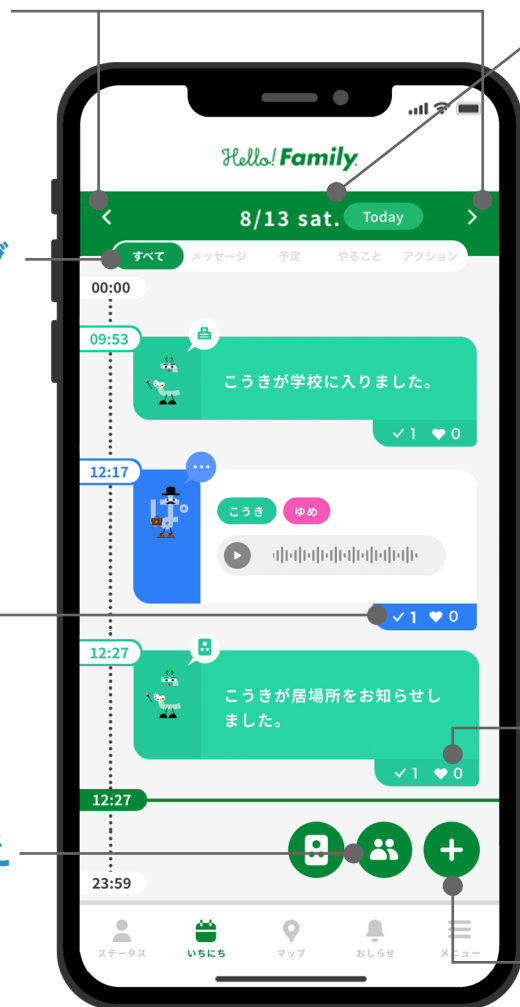 Hello! Family.
8/13 sat.
Today
すべて
メッセージ
予定
やること
アクション
00:00
09:53
こうきが学校に入りました。
1
0
12:17
ぱ
こうき
ゆめ
1
0
12:27
こうきが居場所をお知らせし
ました。
1
0
12:27
23:59
ステータス
いちにち
マップ
おしらせ
メニュー